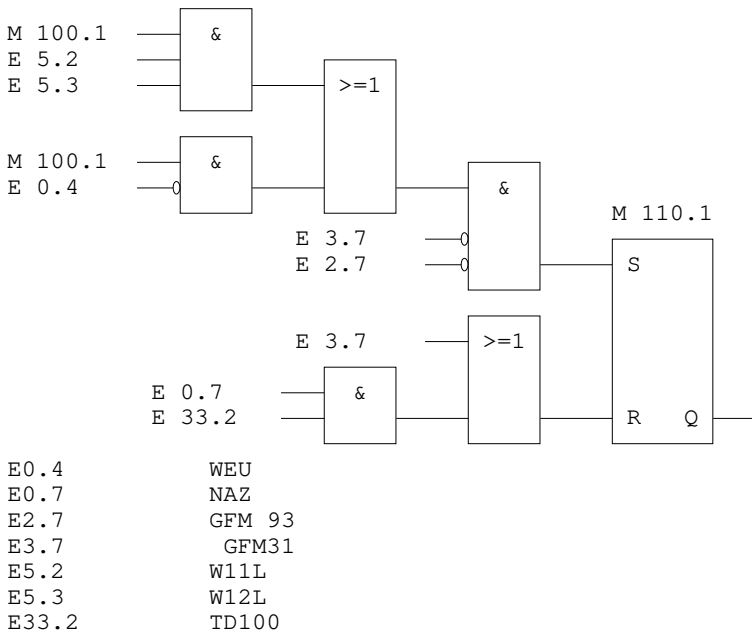 M 100.1 &
E 5.2
E 5.3 >=1
M 100.1 &
E 0.4 &
M 110.1
E 3.7
E 2.7 S
E 3.7 >=1
E 0.7 &
E 33.2 R Q
E0.4 WEU
E0.7 NAZ
E2.7 GFM 93
E3.7 GFM31
E5.2 W11L
E5.3 W12L
E33.2 TD100